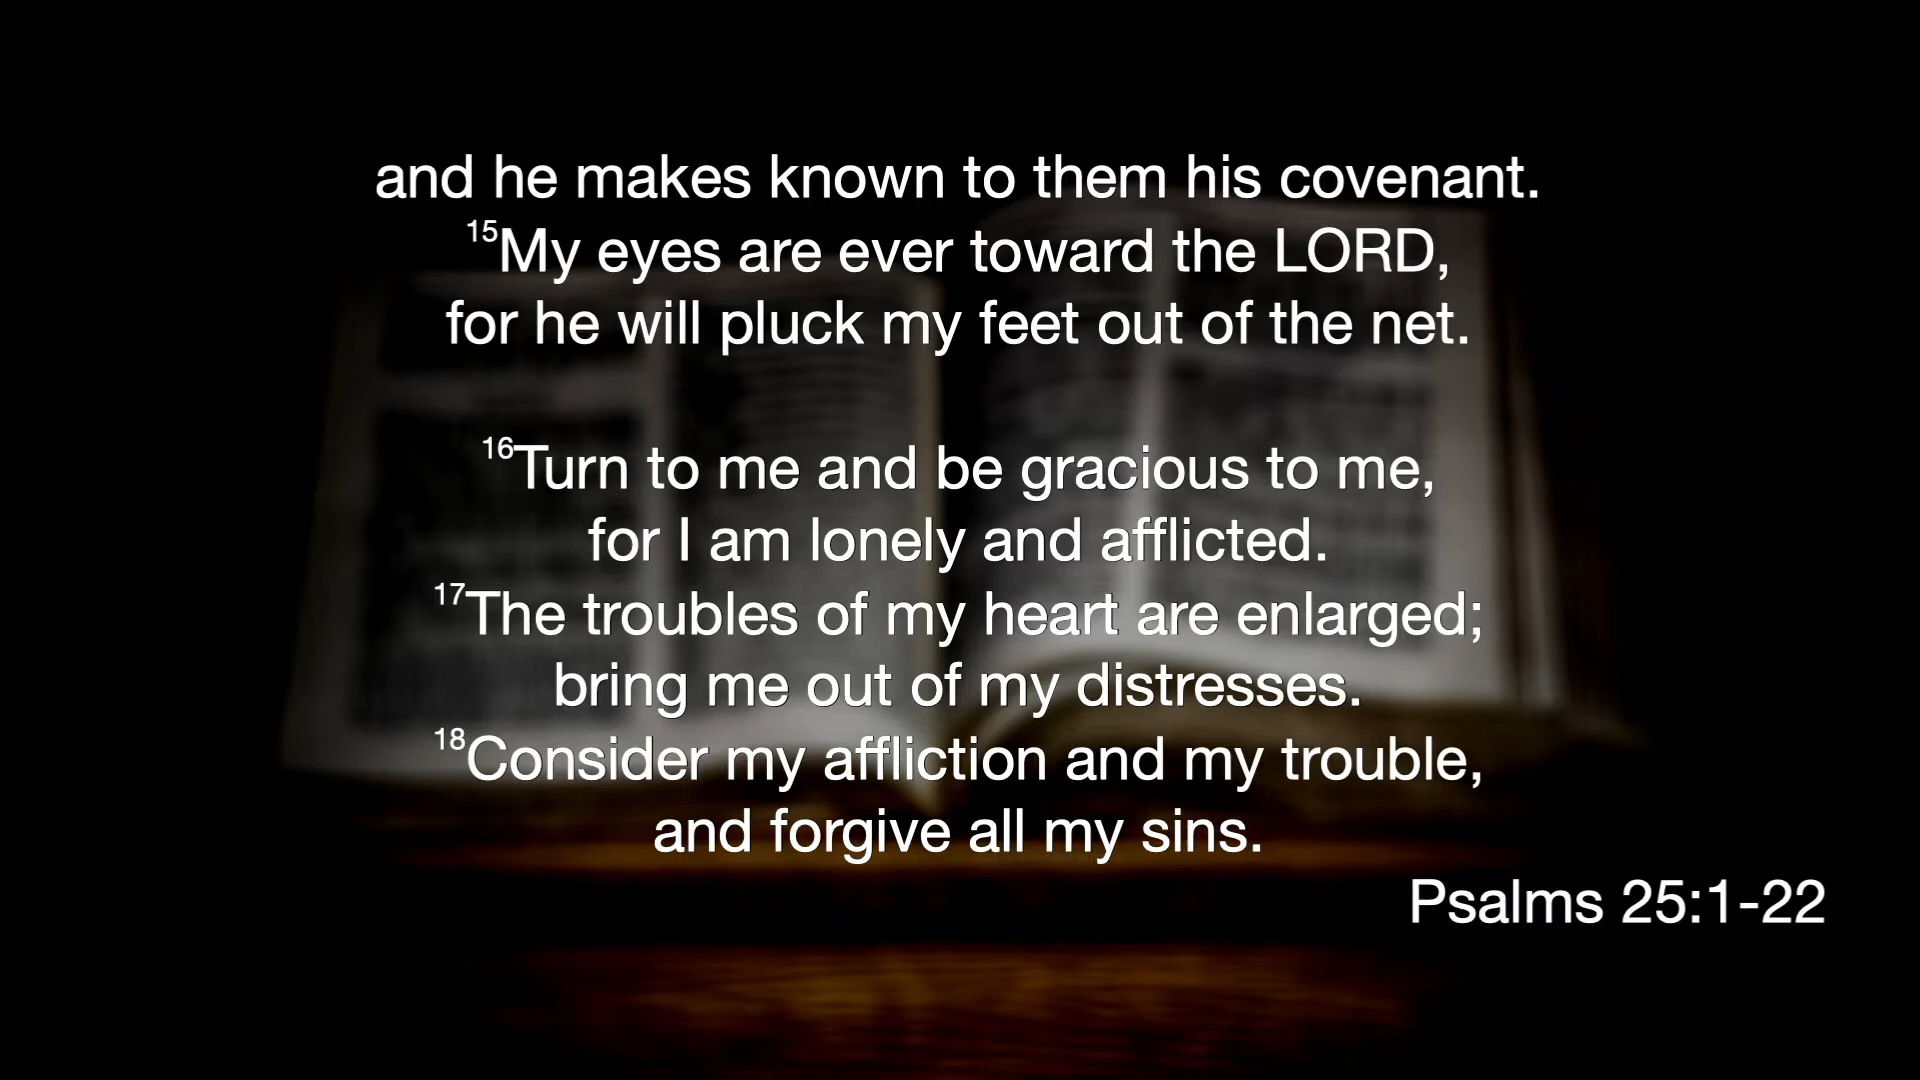 and he makes known to them his covenant.
15My eyes are ever toward the LORD,
for he will pluck my feet out of the net.
16Turn to me and be gracious to me,
for I am lonely and afflicted.
17The troubles of my heart are enlarged;
bring me out of my distresses.
18Consider my affliction and my trouble,
and forgive all my sins.
Psalms 25:1-22